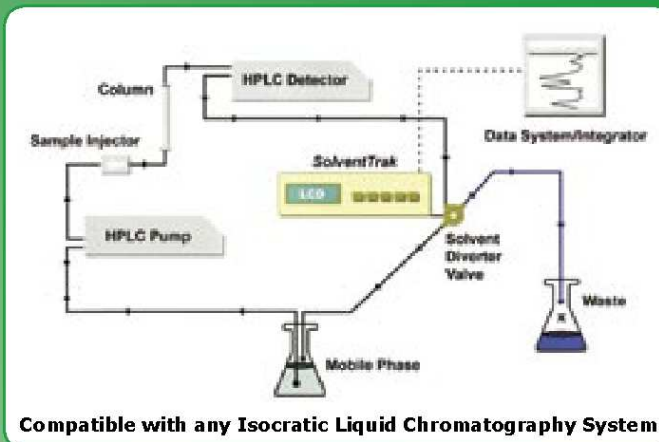 HPLC Detector
Column
Sample Injector
Data System/Integrator
SolventTrak
LCD
HPLC Pump
Solvent
Diverter
Valve
Waste
Mobile Phase
Compatible with any Isocratic Liquid Chromatography System